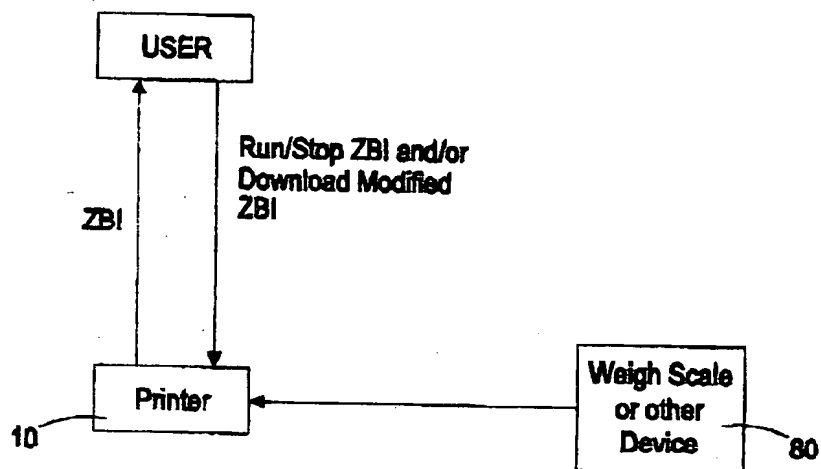 USER
Run/Stop ZBI and/or
Download Modified
ZBI
ZBI
Printer
10
Weigh Scale
or other
Device
80